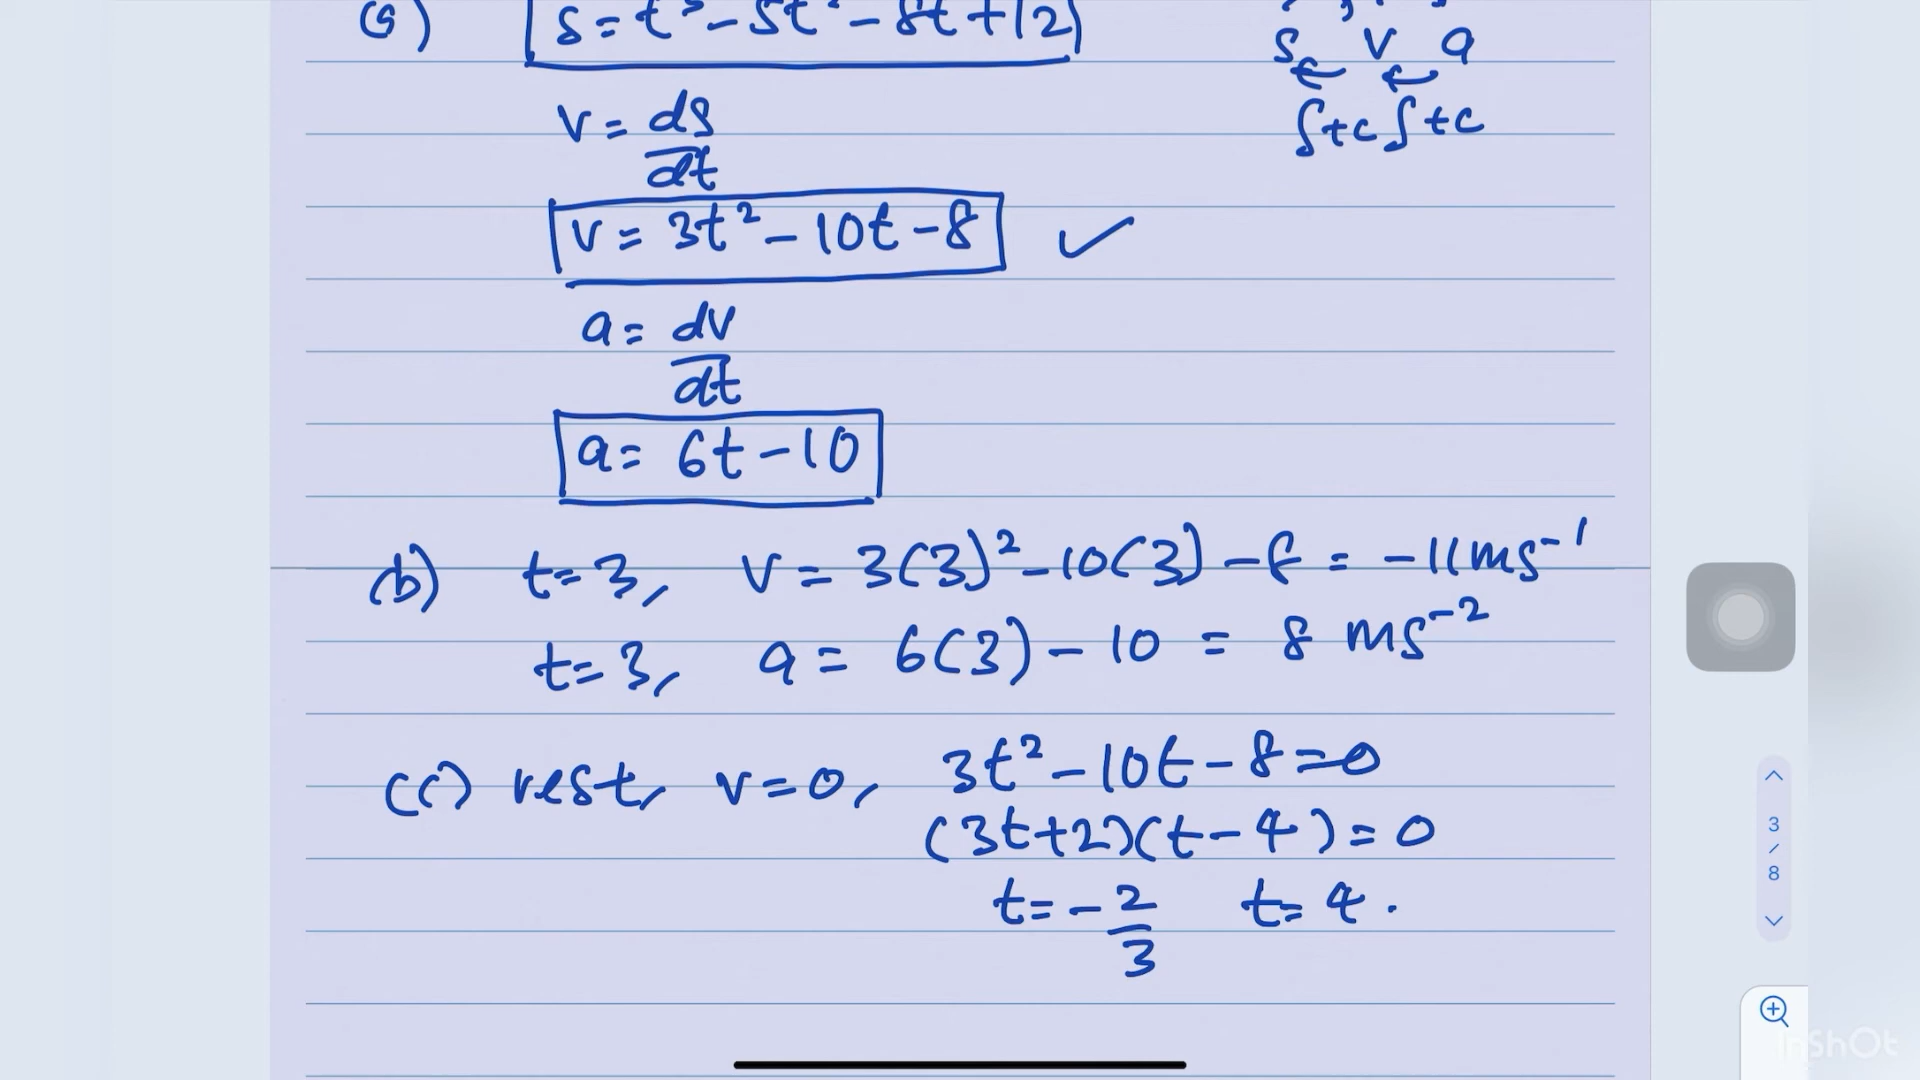 (a) s = t³ - 5t² - 8t + 12
s v a
∫+c ∫+c
v = ds/dt
v = 3t² - 10t - 8 ✓
a = dv/dt
a = 6t - 10
(b) t = 3, v = 3(3)² - 10(3) - 8 = -11ms⁻¹
t = 3, a = 6(3) - 10 = 8 ms⁻²
(c) rest, v = 0, 3t² - 10t - 8 = 0
(3t+2)(t-4) = 0
t = -2/3 t = 4.
3
/
8
InShOt